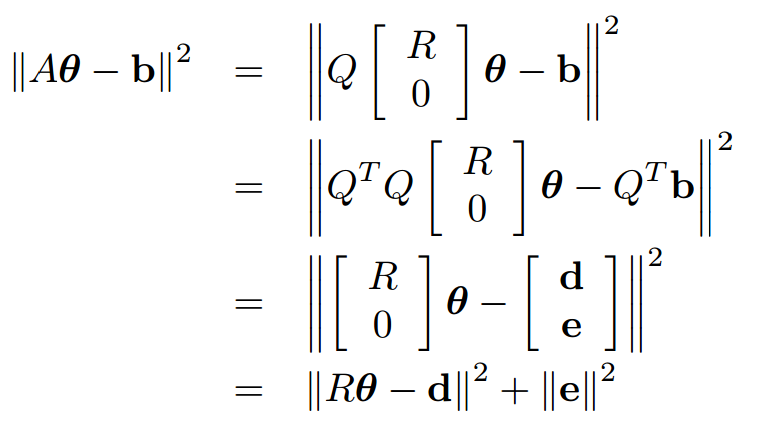 ‖Aθ − b‖² = ‖Q [ R ; 0 ] θ − b‖²
= ‖QᵀQ [ R ; 0 ] θ − Qᵀb‖²
= ‖[ R ; 0 ] θ − [ d ; e ]‖²
= ‖Rθ − d‖² + ‖e‖²